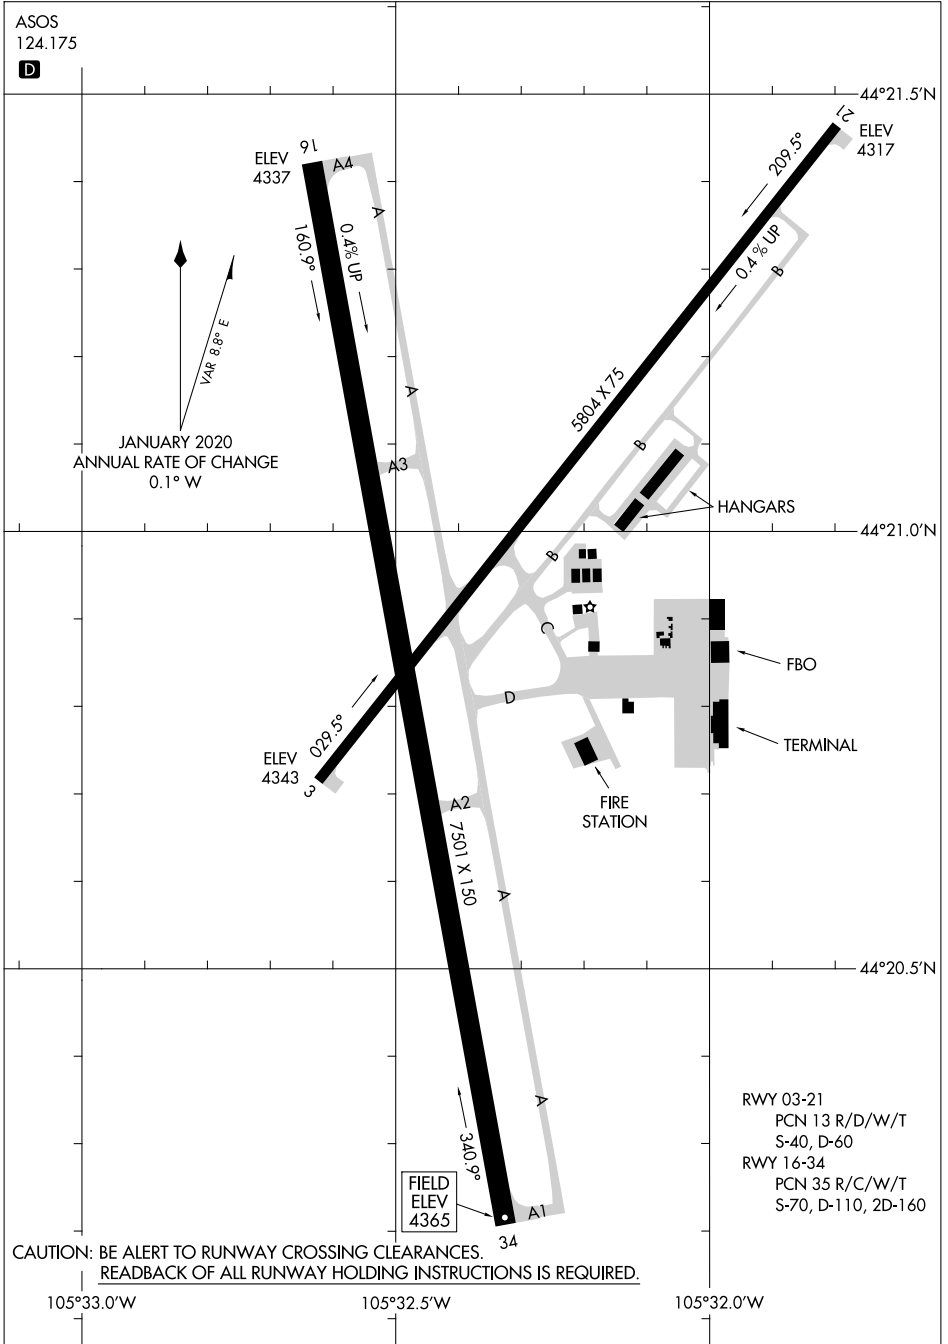 ASOS
124.175
D
44°21.5'N
16
ELEV
4337
A4
21
ELEV
4317
209.5°
A
160.9°
0.4% UP
0.4% UP
B
VAR 8.8° E
JANUARY 2020
ANNUAL RATE OF CHANGE
0.1° W
A
5804 X 75
B
A3
HANGARS
44°21.0'N
B
C
FBO
D
029.5°
ELEV
4343
3
TERMINAL
A2
FIRE
STATION
7501 X 150
A
44°20.5'N
A
340.9°
RWY 03-21
PCN 13 R/D/W/T
S-40, D-60
RWY 16-34
PCN 35 R/C/W/T
S-70, D-110, 2D-160
FIELD
ELEV
4365
A1
34
CAUTION: BE ALERT TO RUNWAY CROSSING CLEARANCES.
READBACK OF ALL RUNWAY HOLDING INSTRUCTIONS IS REQUIRED.
105°33.0'W
105°32.5'W
105°32.0'W